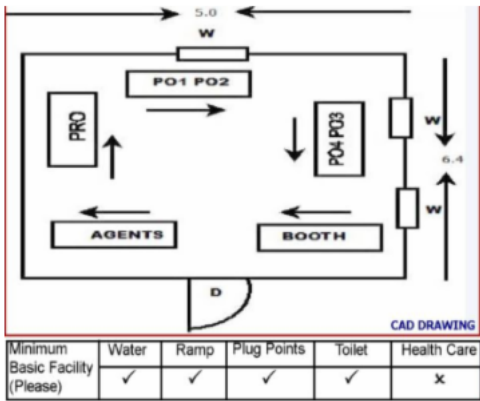 5.0
W
PO1 PO2
PRO
PO4 PO3
W
6.4
W
AGENTS
BOOTH
D
CAD DRAWING
Minimum Basic Facility (Please) Water Ramp Plug Points Toilet Health Care
✓ ✓ ✓ ✓ x